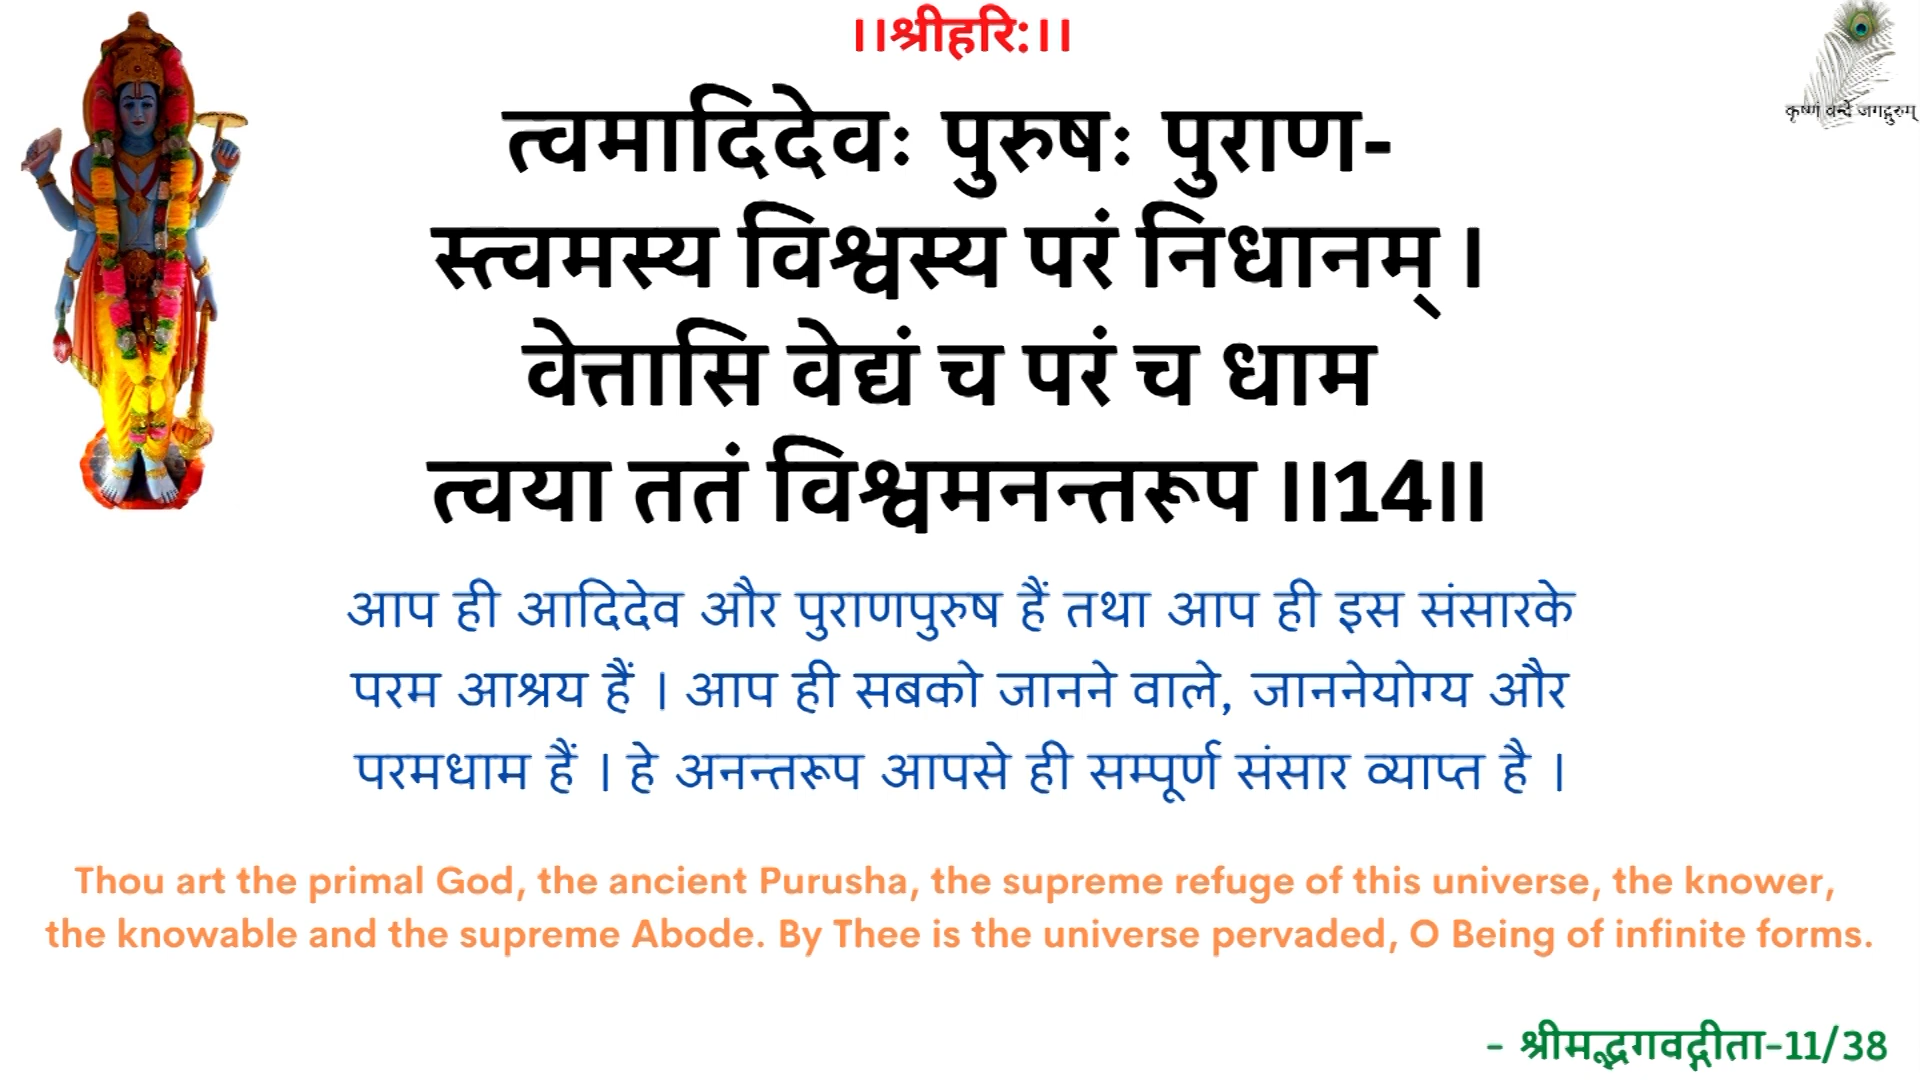 ।।श्रीहरि:।।
कृष्णं वन्दे जगद्गुरुम्
त्वमादिदेवः पुरुषः पुराण-
स्त्वमस्य विश्वस्य परं निधानम् ।
वेत्तासि वेद्यं च परं च धाम
त्वया ततं विश्वमनन्तरूप ।।14।।
आप ही आदिदेव और पुराणपुरुष हैं तथा आप ही इस संसारके
परम आश्रय हैं । आप ही सबको जानने वाले, जाननेयोग्य और
परमधाम हैं । हे अनन्तरूप आपसे ही सम्पूर्ण संसार व्याप्त है ।
Thou art the primal God, the ancient Purusha, the supreme refuge of this universe, the knower,
the knowable and the supreme Abode. By Thee is the universe pervaded, O Being of infinite forms.
- श्रीमद्भगवद्गीता-11/38